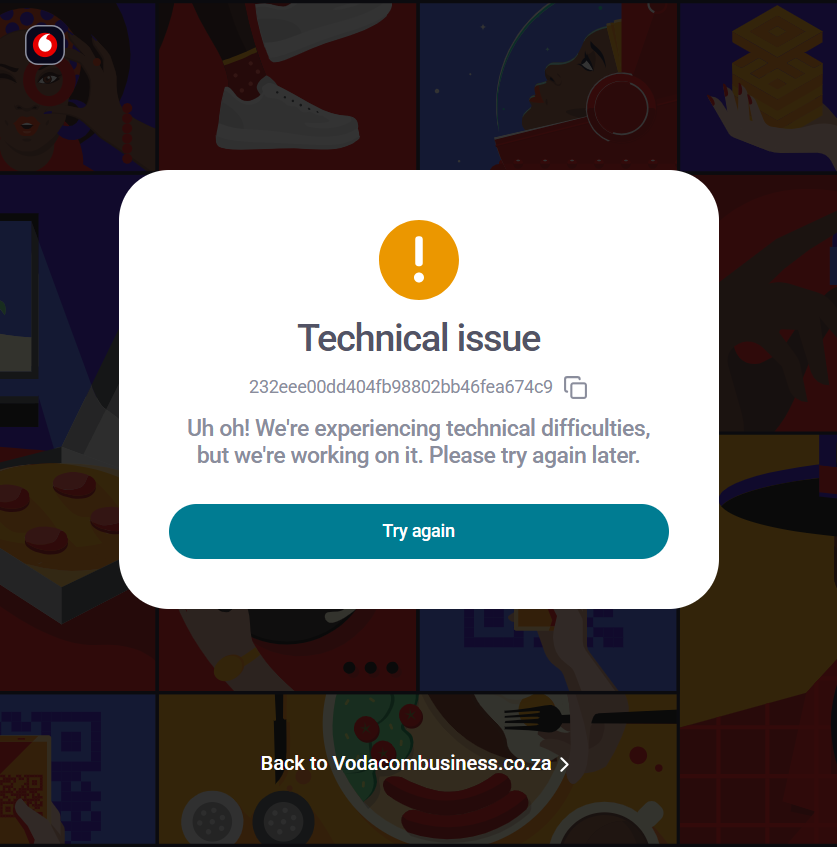 Technical issue
232eee00dd404fb98802bb46fea674c9
Uh oh! We're experiencing technical difficulties,
but we're working on it. Please try again later.
Try again
Back to Vodacombusiness.co.za